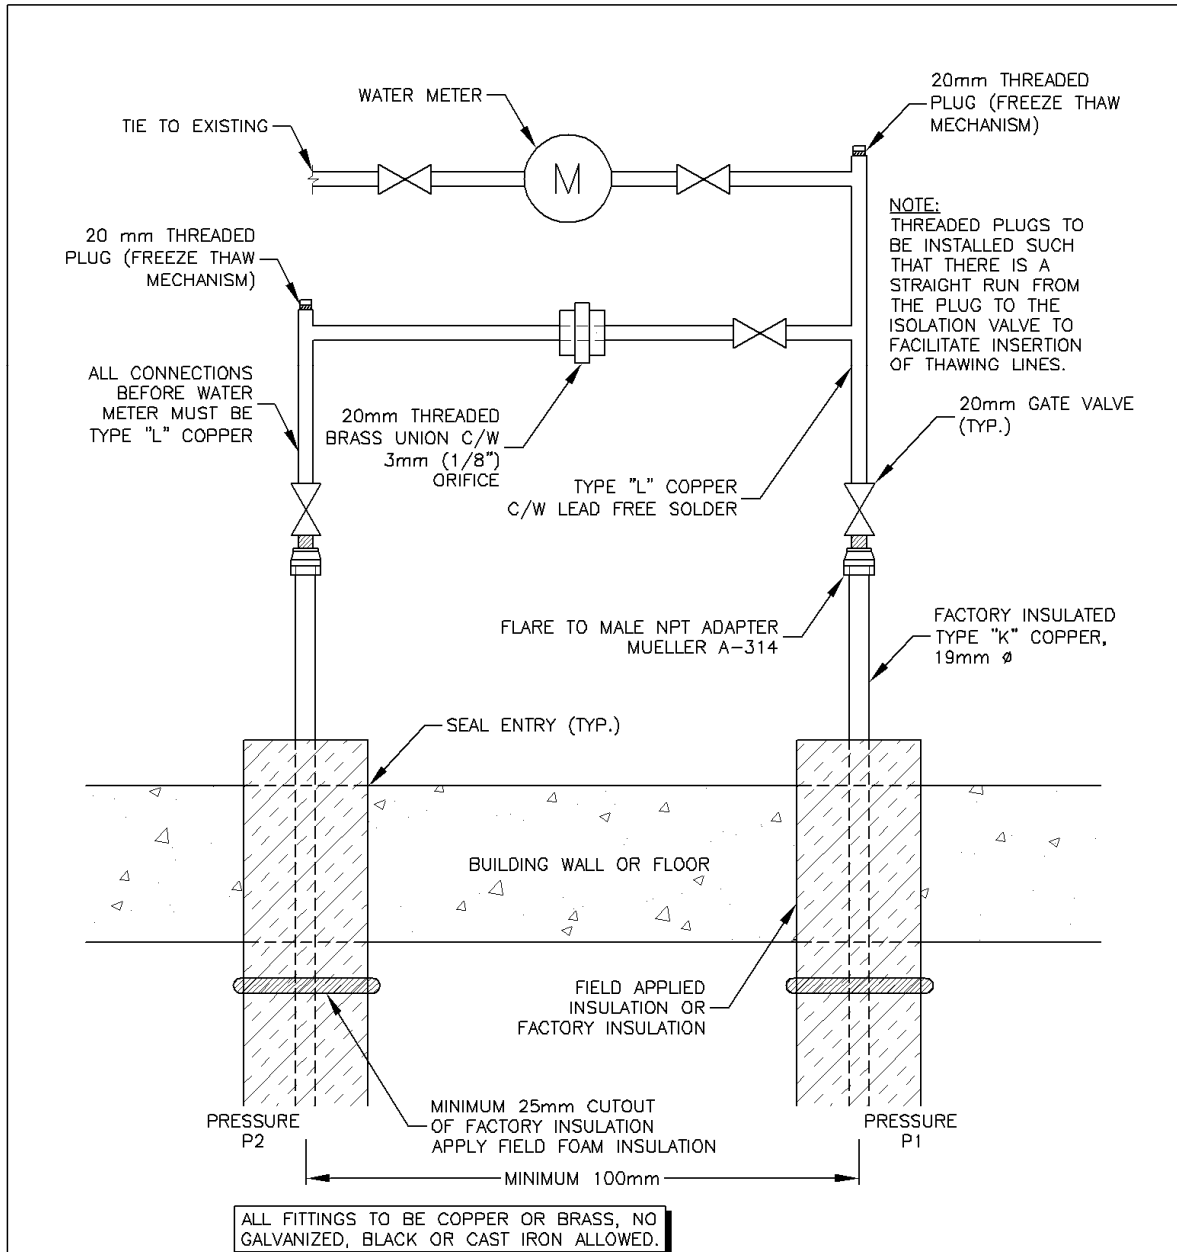 WATER METER
20mm THREADED
PLUG (FREEZE THAW
MECHANISM)
TIE TO EXISTING
M
NOTE:
THREADED PLUGS TO
BE INSTALLED SUCH
THAT THERE IS A
STRAIGHT RUN FROM
THE PLUG TO THE
ISOLATION VALVE TO
FACILITATE INSERTION
OF THAWING LINES.
20 mm THREADED
PLUG (FREEZE THAW
MECHANISM)
ALL CONNECTIONS
BEFORE WATER
METER MUST BE
TYPE "L" COPPER
20mm THREADED
BRASS UNION C/W
3mm (1/8")
ORIFICE
20mm GATE VALVE
(TYP.)
TYPE "L" COPPER
C/W LEAD FREE SOLDER
FLARE TO MALE NPT ADAPTER
MUELLER A-314
FACTORY INSULATED
TYPE "K" COPPER,
19mm ø
SEAL ENTRY (TYP.)
BUILDING WALL OR FLOOR
FIELD APPLIED
INSULATION OR
FACTORY INSULATION
MINIMUM 25mm CUTOUT
OF FACTORY INSULATION
APPLY FIELD FOAM INSULATION
PRESSURE
P2
PRESSURE
P1
MINIMUM 100mm
ALL FITTINGS TO BE COPPER OR BRASS, NO
GALVANIZED, BLACK OR CAST IRON ALLOWED.